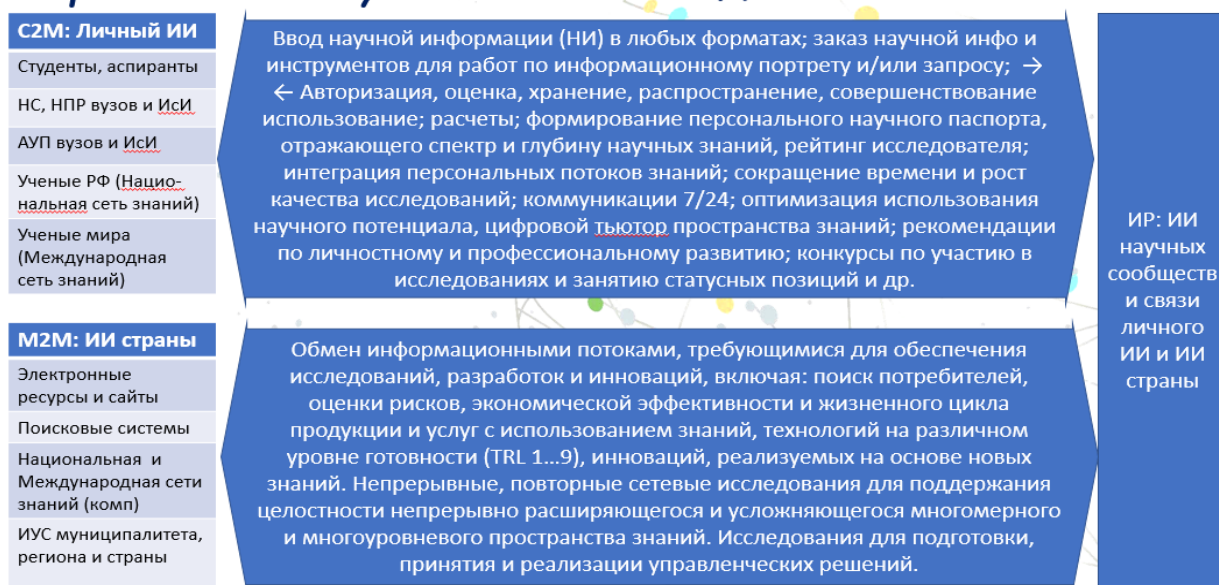 С2М: Личный ИИ
Студенты, аспиранты
НС, НПР вузов и ИсИ
АУП вузов и ИсИ
Ученые РФ (Нацио-
нальная сеть знаний)
Ученые мира
(Международная
сеть знаний)
Ввод научной информации (НИ) в любых форматах; заказ научной инфо и
инструментов для работ по информационному портрету и/или запросу; →
← Авторизация, оценка, хранение, распространение, совершенствование
использование; расчеты; формирование персонального научного паспорта,
отражающего спектр и глубину научных знаний, рейтинг исследователя;
интеграция персональных потоков знаний; сокращение времени и рост
качества исследований; коммуникации 7/24; оптимизация использования
научного потенциала, цифровой тьютор пространства знаний; рекомендации
по личностному и профессиональному развитию; конкурсы по участию в
исследованиях и занятию статусных позиций и др.
М2М: ИИ страны
Электронные
ресурсы и сайты
Поисковые системы
Национальная и
Международная сети
знаний (комп)
ИУС муниципалитета,
региона и страны
Обмен информационными потоками, требующимися для обеспечения
исследований, разработок и инноваций, включая: поиск потребителей,
оценки рисков, экономической эффективности и жизненного цикла
продукции и услуг с использованием знаний, технологий на различном
уровне готовности (TRL 1...9), инноваций, реализуемых на основе новых
знаний. Непрерывные, повторные сетевые исследования для поддержания
целостности непрерывно расширяющегося и усложняющегося многомерного
и многоуровневого пространства знаний. Исследования для подготовки,
принятия и реализации управленческих решений.
ИР: ИИ
научных
сообществ
и связи
личного
ИИ и ИИ
страны